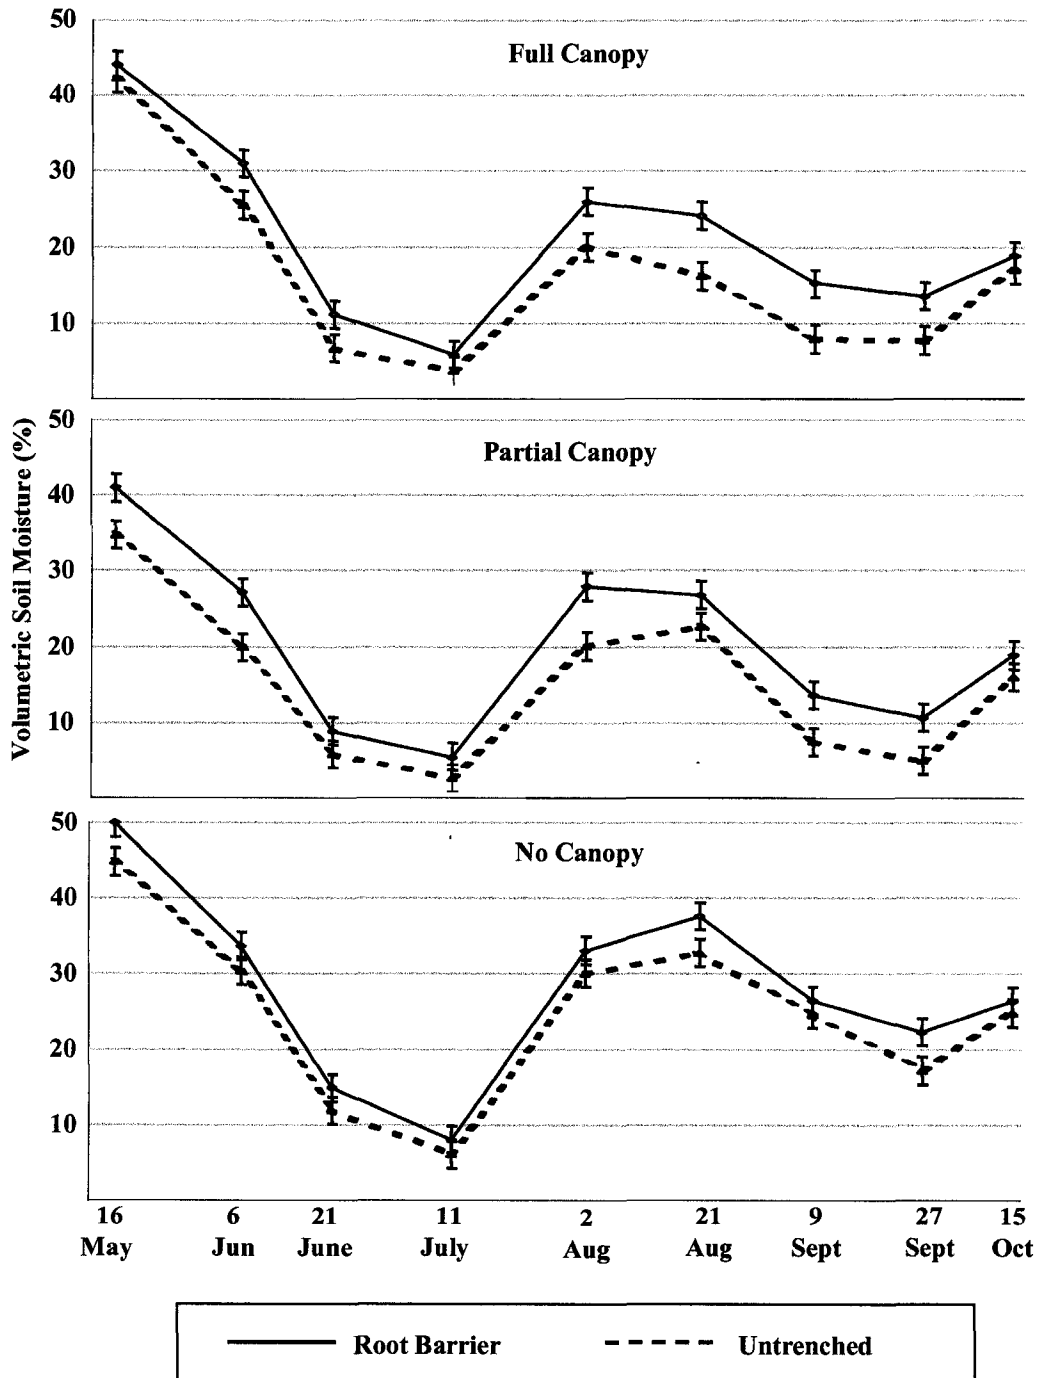 50
Full Canopy
40
30
20
10
Volumetric Soil Moisture (%)
50
Partial Canopy
40
30
20
10
50
No Canopy
40
30
20
10
16 6 21 11 2 21 9 27 15
May Jun June July Aug Aug Sept Sept Oct
Root Barrier Untrenched